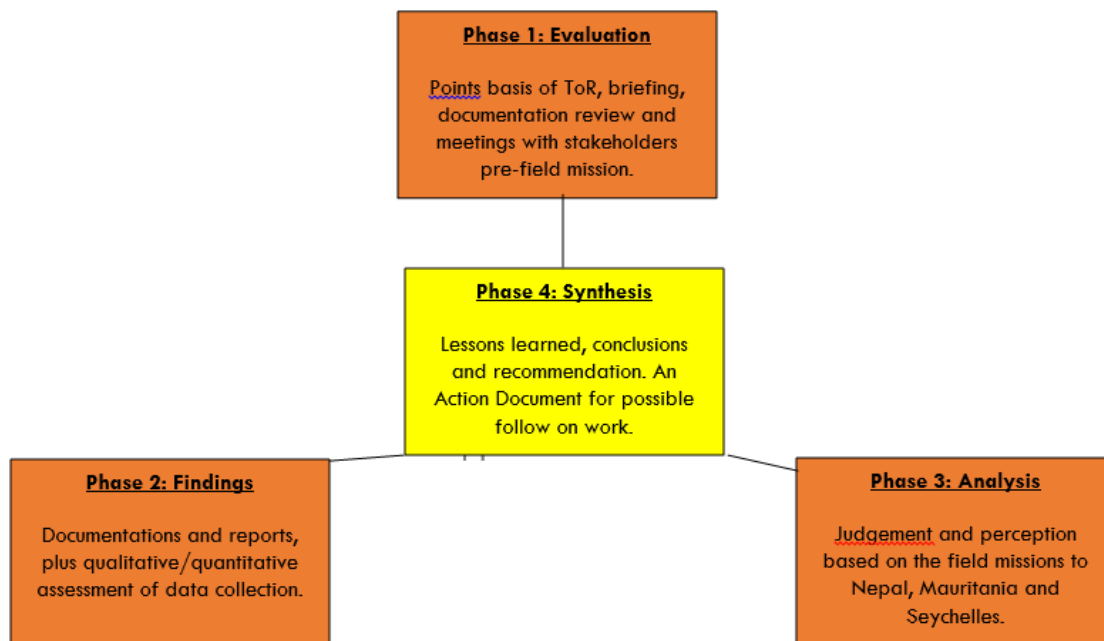 Phase 1: Evaluation
Points basis of ToR, briefing,
documentation review and
meetings with stakeholders
pre-field mission.
Phase 4: Synthesis
Lessons learned, conclusions
and recommendation. An
Action Document for possible
follow on work.
Phase 2: Findings
Documentations and reports,
plus qualitative/quantitative
assessment of data collection.
Phase 3: Analysis
Judgement and perception
based on the field missions to
Nepal, Mauritania and
Seychelles.